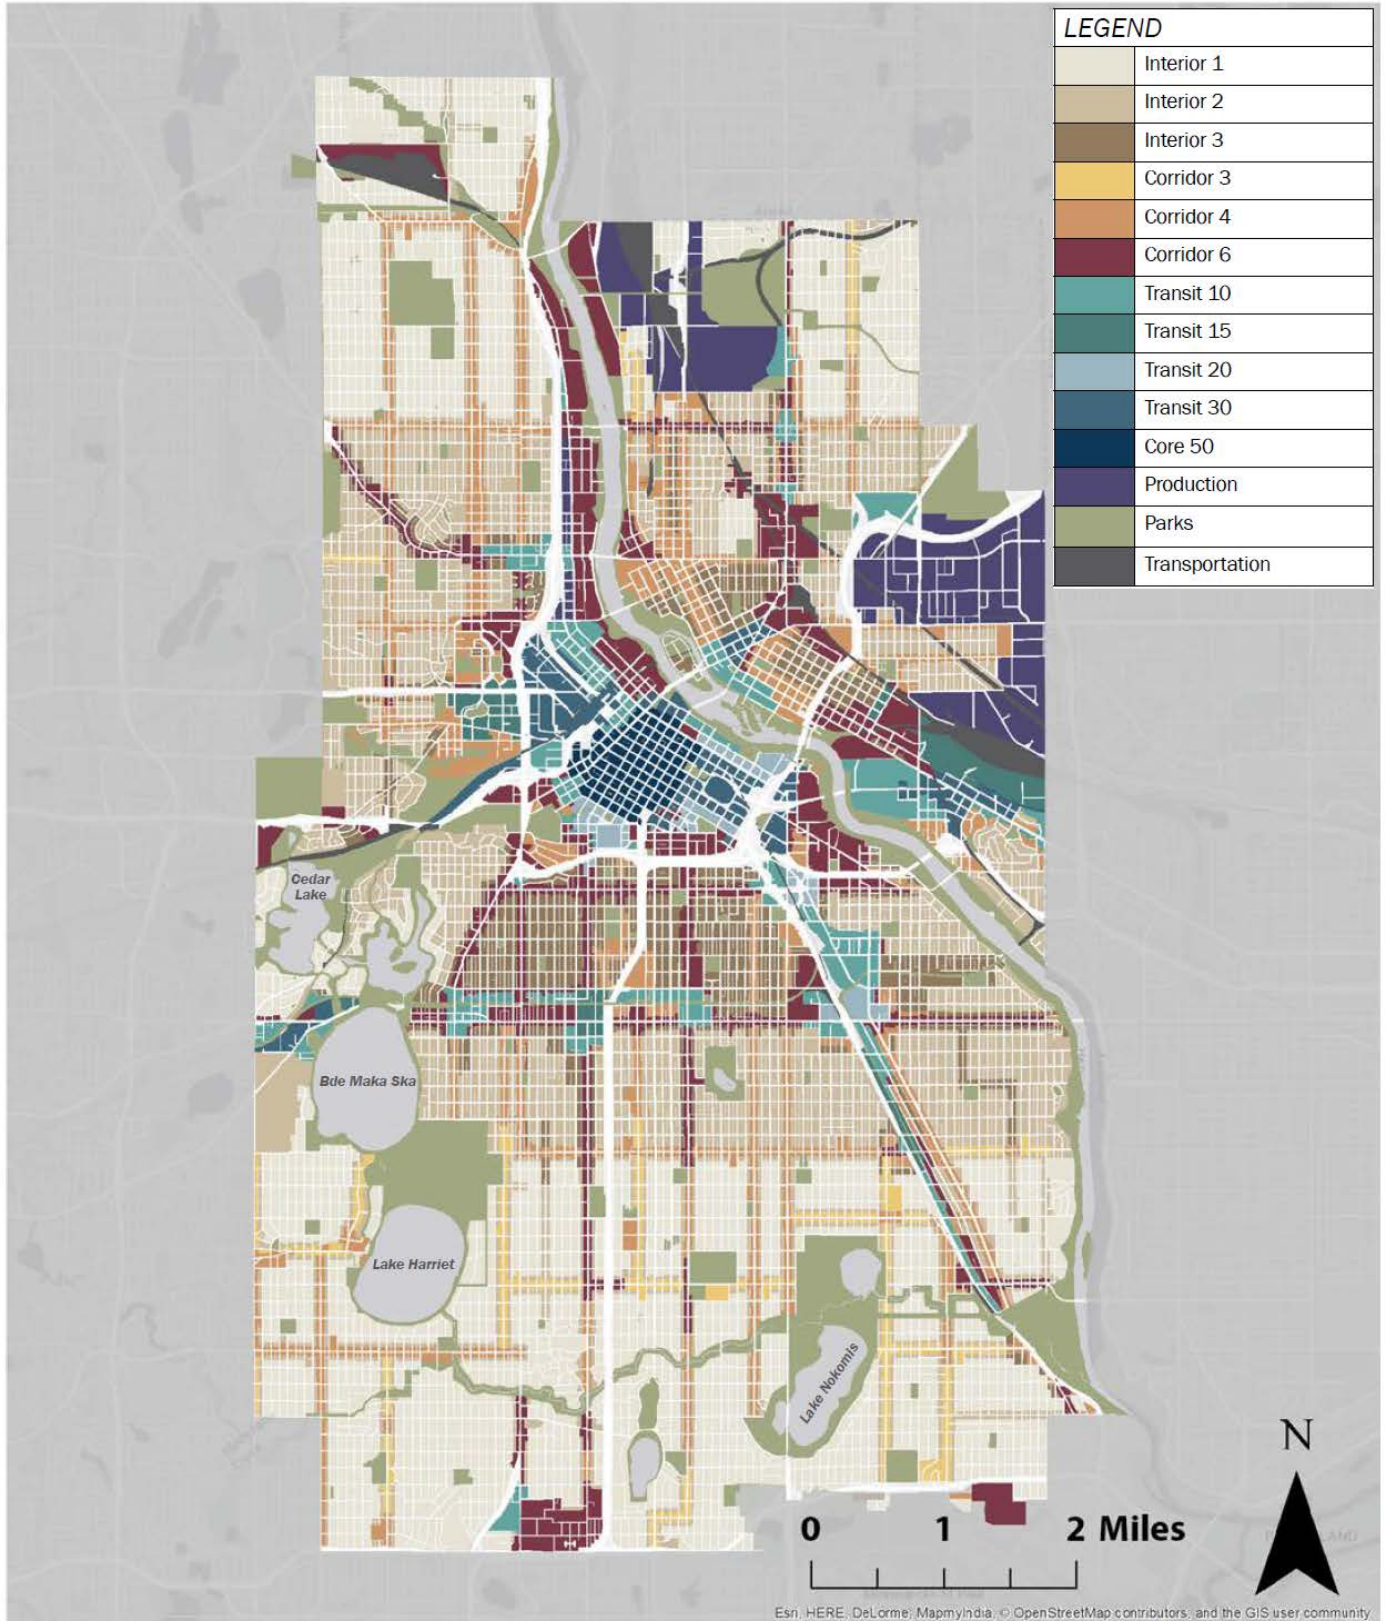 LEGEND
Interior 1
Interior 2
Interior 3
Corridor 3
Corridor 4
Corridor 6
Transit 10
Transit 15
Transit 20
Transit 30
Core 50
Production
Parks
Transportation
Cedar
Lake
Bde Maka Ska
Lake Harriet
Lake Nokomis
N
0 1 2 Miles
Esri, HERE, DeLorme, MapmyIndia, © OpenStreetMap contributors, and the GIS user community